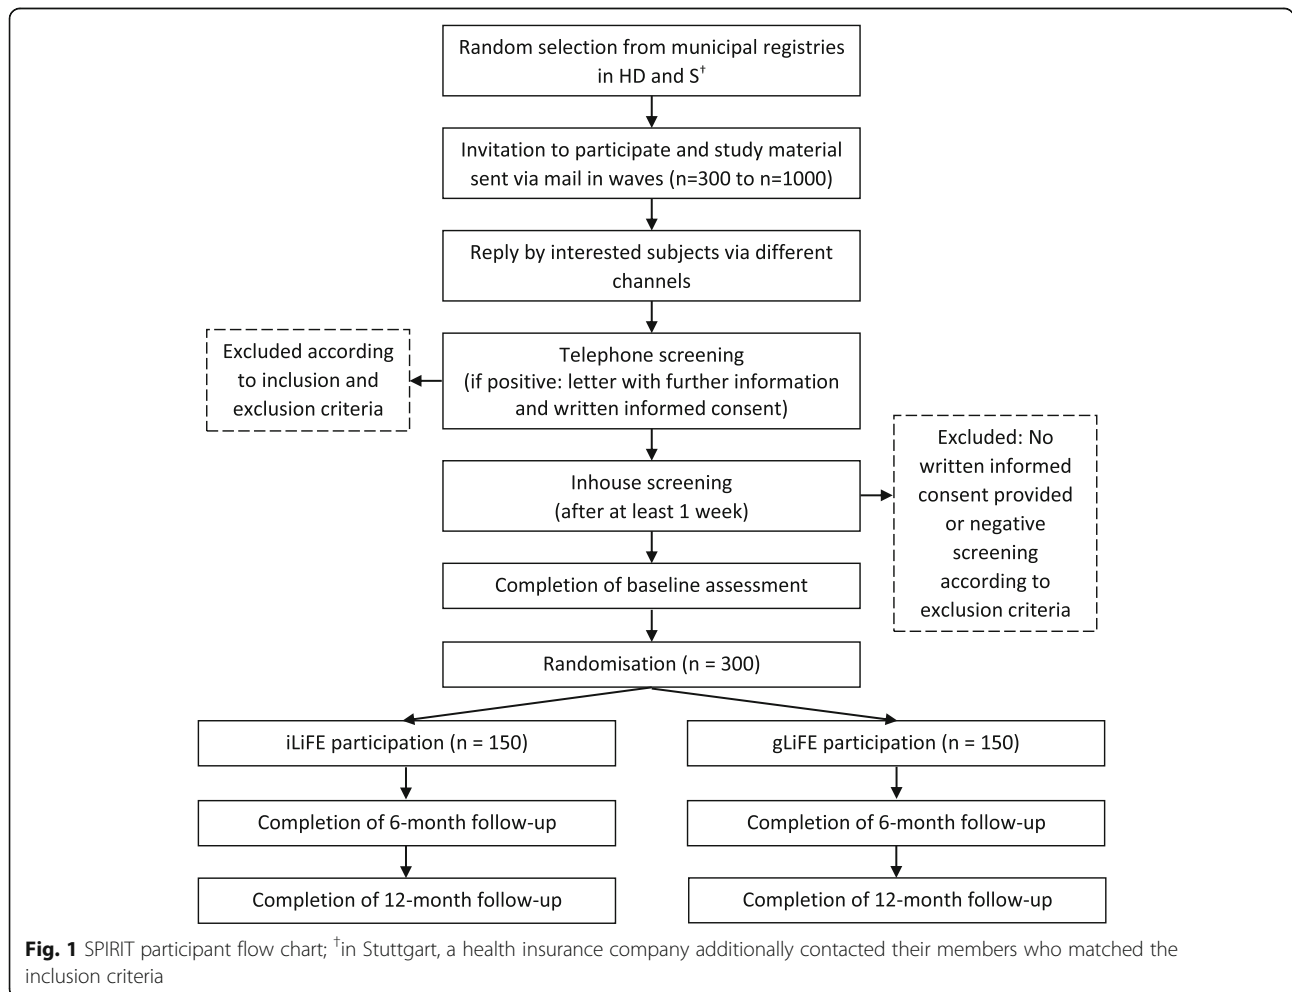 Random selection from municipal registries
in HD and S†
Invitation to participate and study material
sent via mail in waves (n=300 to n=1000)
Reply by interested subjects via different
channels
Telephone screening
(if positive: letter with further information
and written informed consent)
Excluded according
to inclusion and
exclusion criteria
Inhouse screening
(after at least 1 week)
Excluded: No
written informed
consent provided
or negative
screening
according to
exclusion criteria
Completion of baseline assessment
Randomisation (n = 300)
iLiFE participation (n = 150)
gLiFE participation (n = 150)
Completion of 6-month follow-up
Completion of 6-month follow-up
Completion of 12-month follow-up
Completion of 12-month follow-up
Fig. 1 SPIRIT participant flow chart; †in Stuttgart, a health insurance company additionally contacted their members who matched the
inclusion criteria